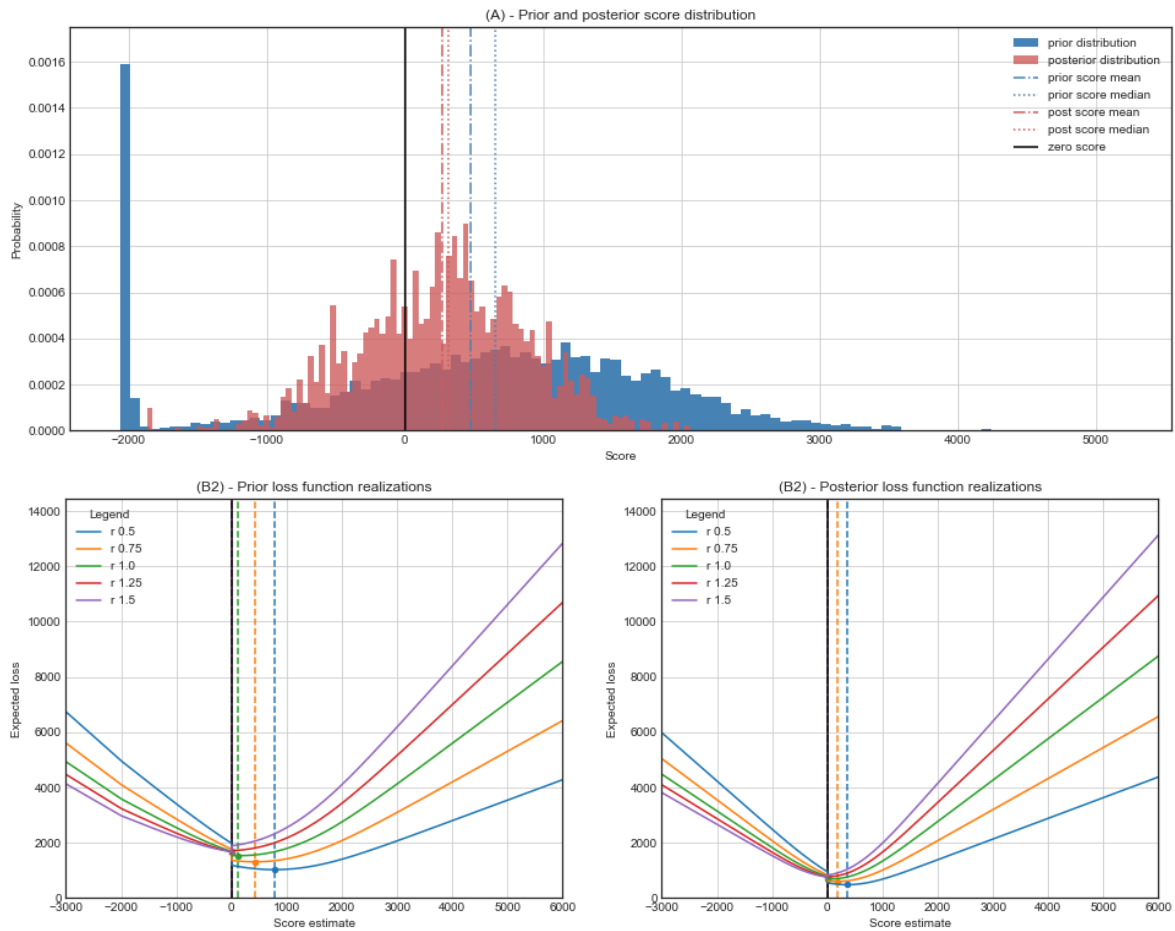 (A) - Prior and posterior score distribution
Probability
0.0016
0.0014
0.0012
0.0010
0.0008
0.0006
0.0004
0.0002
0.0000
prior distribution
posterior distribution
prior score mean
prior score median
post score mean
post score median
zero score
−2000 −1000 0 1000 2000 3000 4000 5000
Score
(B2) - Prior loss function realizations
Expected loss
14000
12000
10000
8000
6000
4000
2000
0
Legend
r 0.5
r 0.75
r 1.0
r 1.25
r 1.5
−3000 −2000 −1000 0 1000 2000 3000 4000 5000 6000
Score estimate
(B2) - Posterior loss function realizations
Expected loss
14000
12000
10000
8000
6000
4000
2000
0
Legend
r 0.5
r 0.75
r 1.0
r 1.25
r 1.5
−3000 −2000 −1000 0 1000 2000 3000 4000 5000 6000
Score estimate